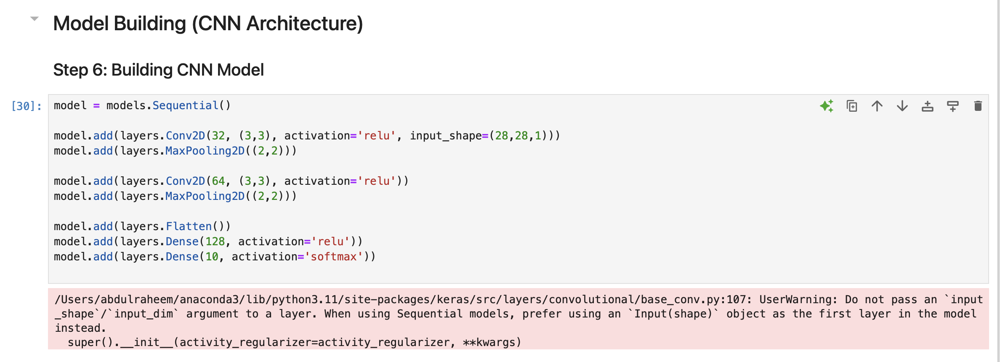 Model Building (CNN Architecture)
Step 6: Building CNN Model
[30]:
model = models.Sequential()
model.add(layers.Conv2D(32, (3,3), activation='relu', input_shape=(28,28,1)))
model.add(layers.MaxPooling2D((2,2)))
model.add(layers.Conv2D(64, (3,3), activation='relu'))
model.add(layers.MaxPooling2D((2,2)))
model.add(layers.Flatten())
model.add(layers.Dense(128, activation='relu'))
model.add(layers.Dense(10, activation='softmax'))
/Users/abdulraheem/anaconda3/lib/python3.11/site-packages/keras/src/layers/convolutional/base_conv.py:107: UserWarning: Do not pass an `input
_shape`/`input_dim` argument to a layer. When using Sequential models, prefer using an `Input(shape)` object as the first layer in the model
instead.
  super().__init__(activity_regularizer=activity_regularizer, **kwargs)